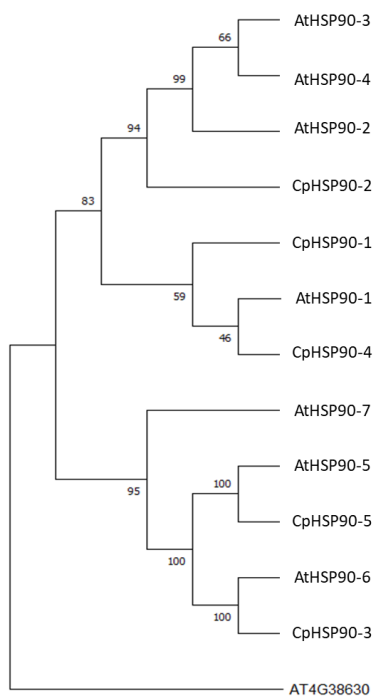 AtHSP90-3
66
AtHSP90-4
99
AtHSP90-2
94
CpHSP90-2
83
CpHSP90-1
59
AtHSP90-1
46
CpHSP90-4
AtHSP90-7
95
AtHSP90-5
100
CpHSP90-5
100
AtHSP90-6
100
CpHSP90-3
AT4G38630